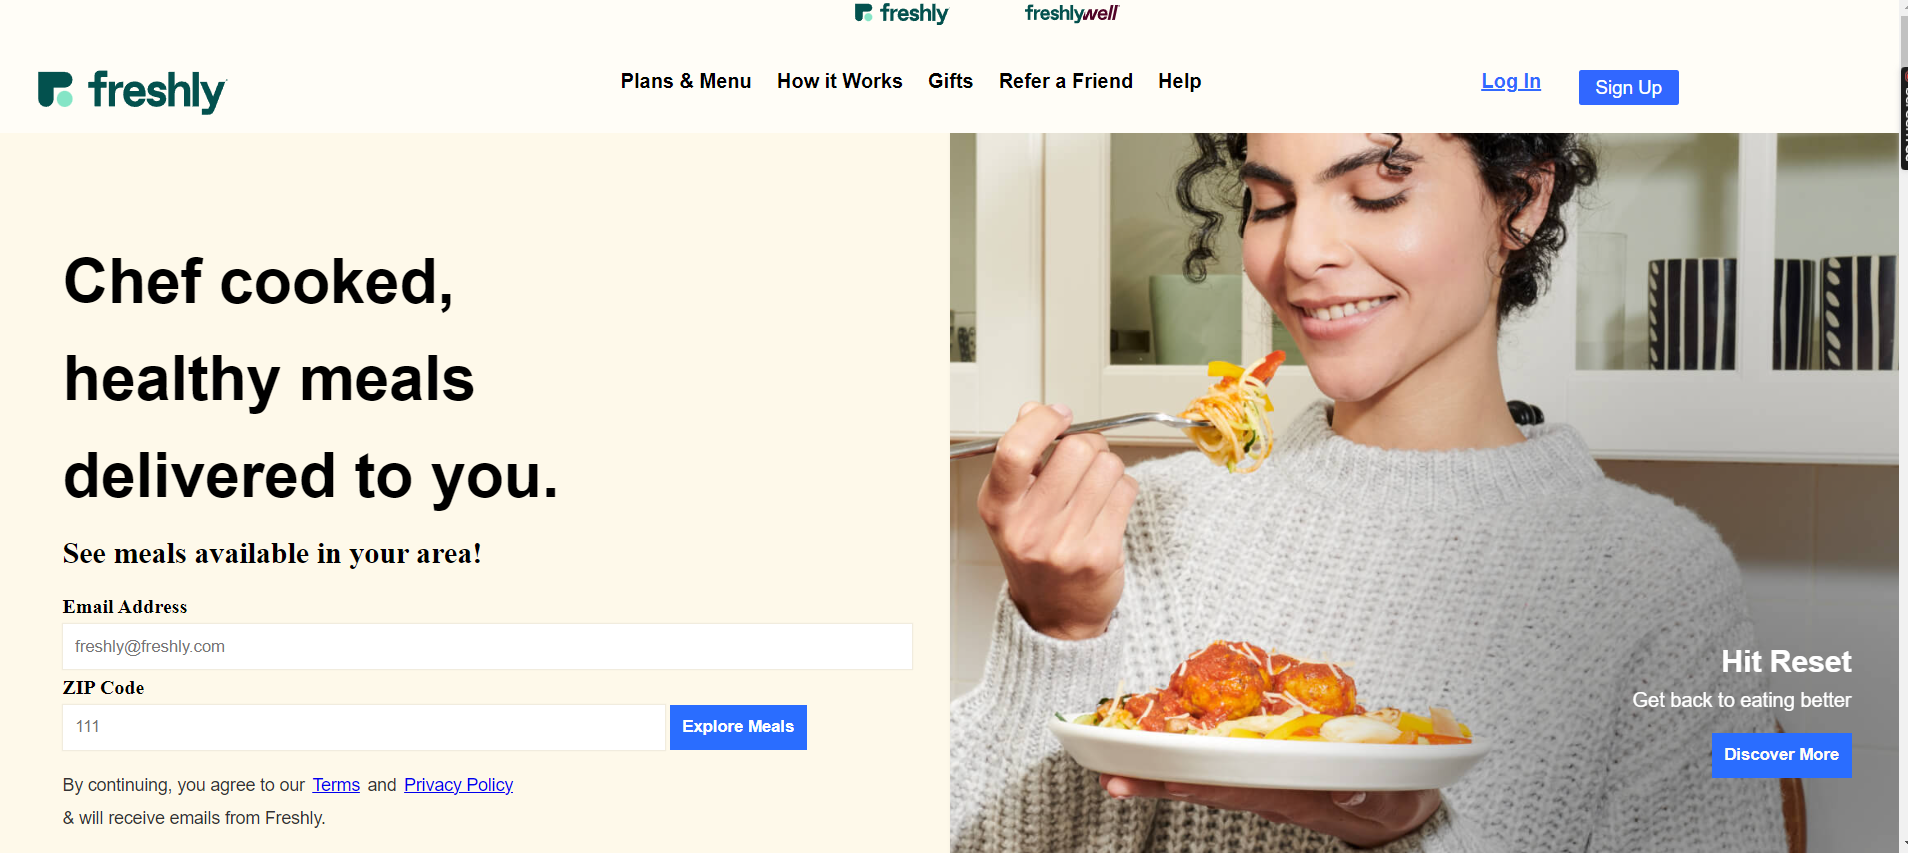 freshly freshlywell
freshly
Plans & Menu How it Works Gifts Refer a Friend Help
Log In Sign Up
Chef cooked,
healthy meals
delivered to you.
See meals available in your area!
Email Address
freshly@freshly.com
ZIP Code
111
Explore Meals
By continuing, you agree to our Terms and Privacy Policy
& will receive emails from Freshly.
Hit Reset
Get back to eating better
Discover More